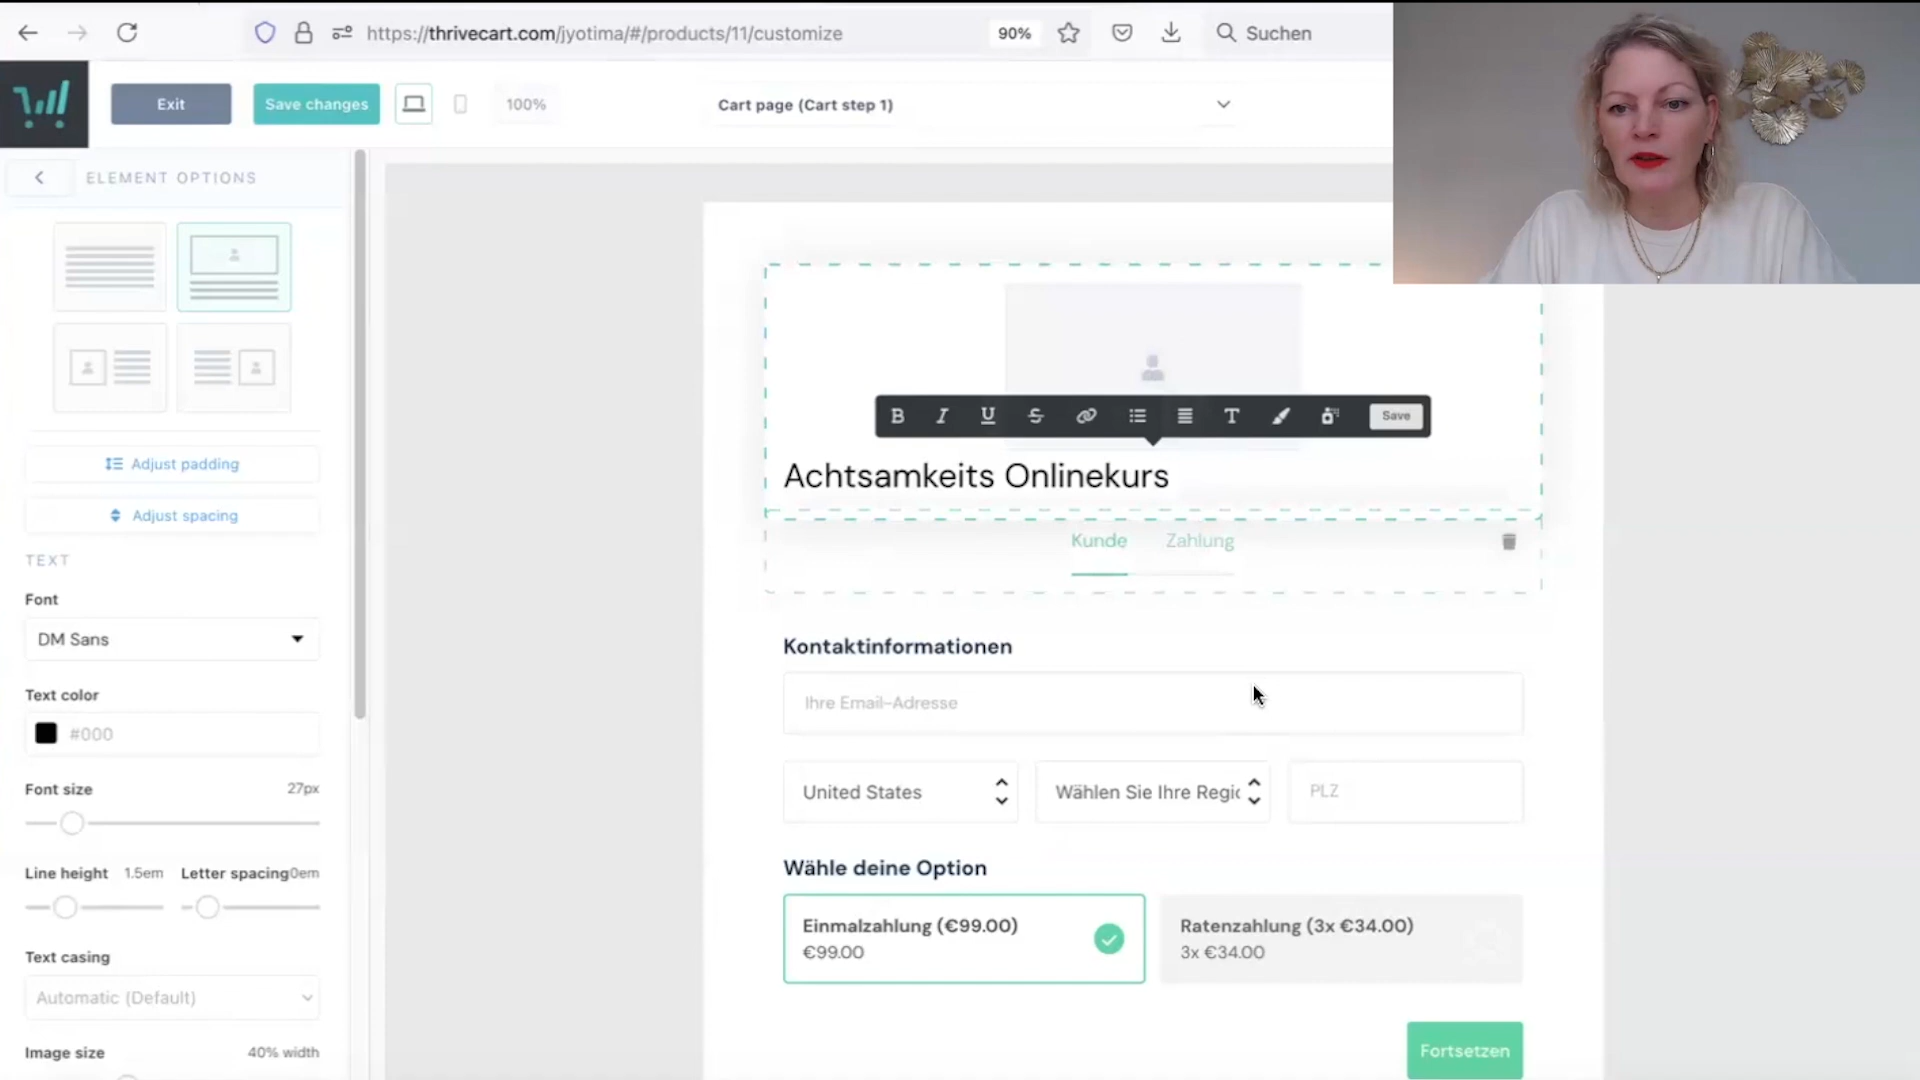 https://thrivecart.com/jyotima/#/products/11/customize
90%
Suchen
Exit
Save changes
100%
Cart page (Cart step 1)
ELEMENT OPTIONS
Adjust padding
Adjust spacing
TEXT
Font
DM Sans
Text color
#000
Font size 27px
Line height 1.5em Letter spacing 0em
Text casing
Automatic (Default)
Image size 40% width
B I U S T Save
Achtsamkeits Onlinekurs
Kunde Zahlung
Kontaktinformationen
Ihre Email-Adresse
United States Wählen Sie Ihre Regic PLZ
Wähle deine Option
Einmalzahlung (€99.00)
€99.00
Ratenzahlung (3x €34.00)
3x €34.00
Fortsetzen